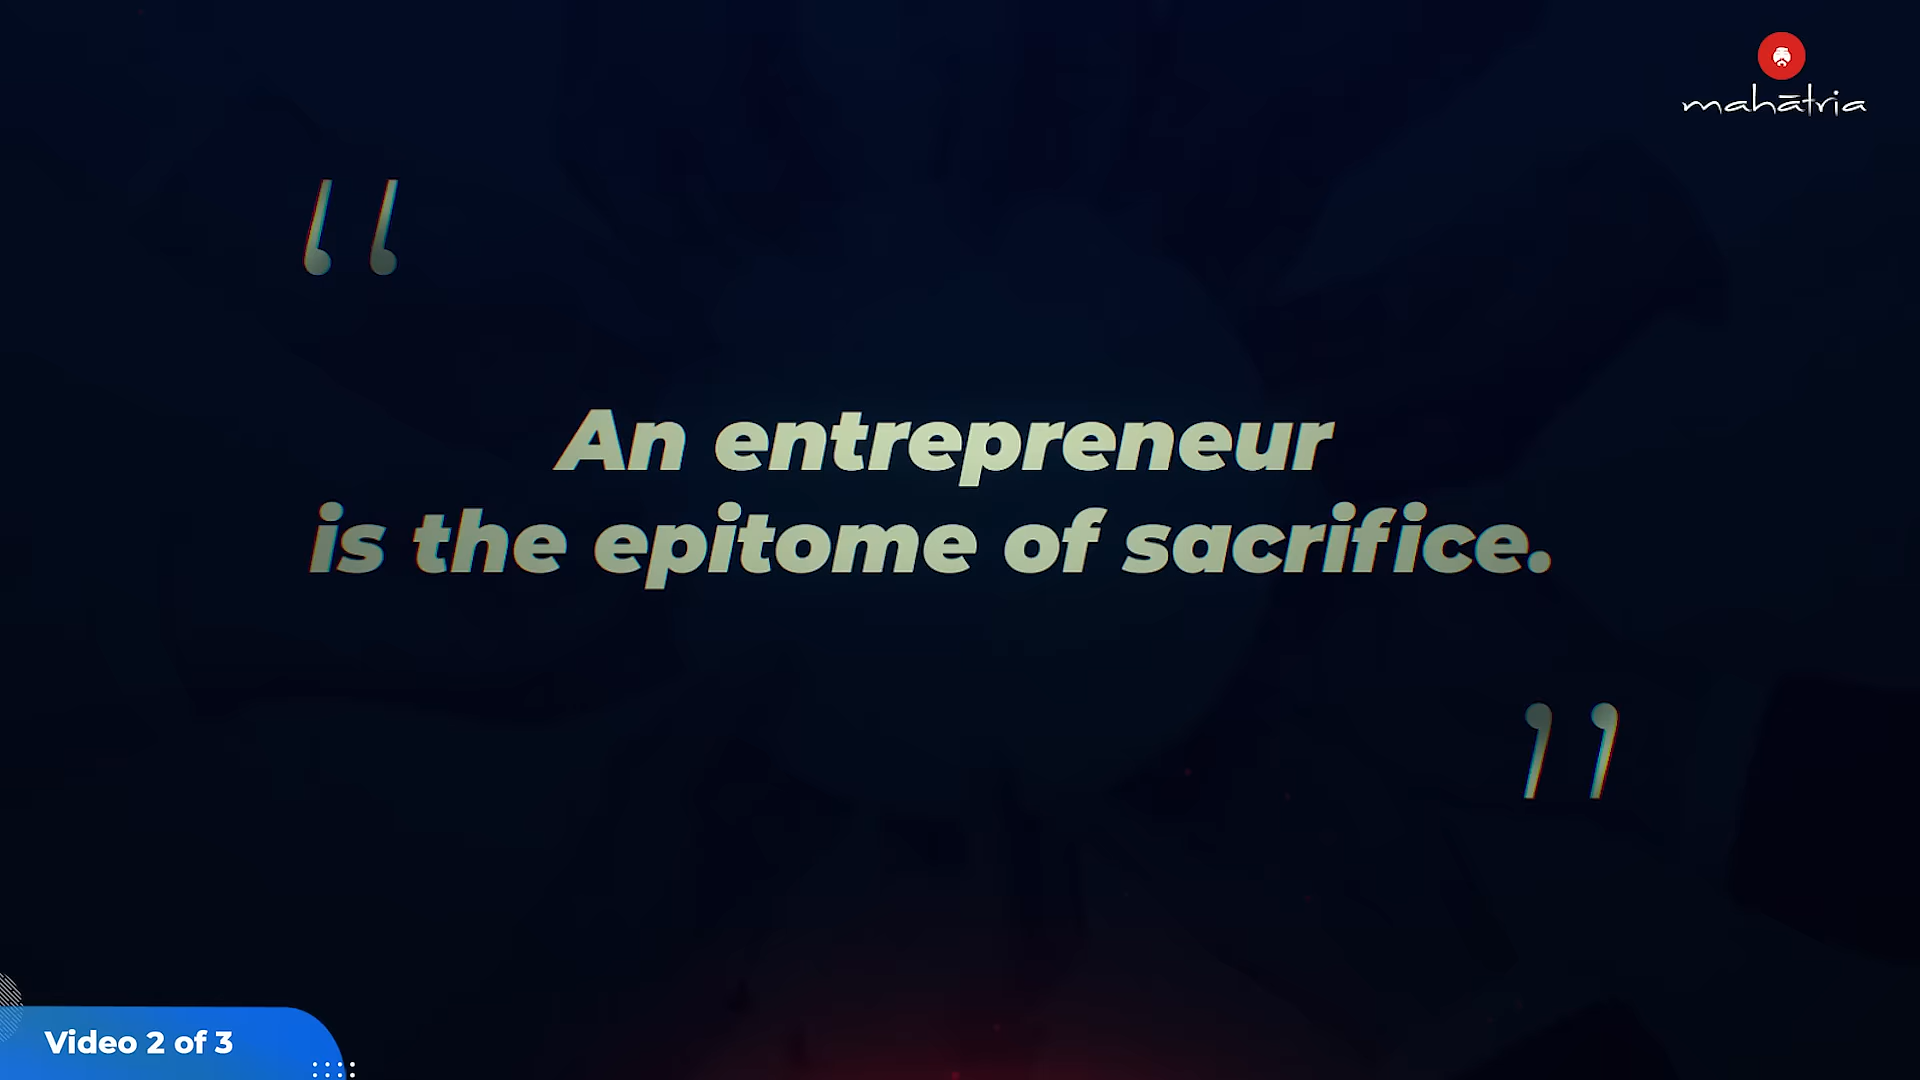 mahātria
“
An entrepreneur
is the epitome of sacrifice.
”
Video 2 of 3